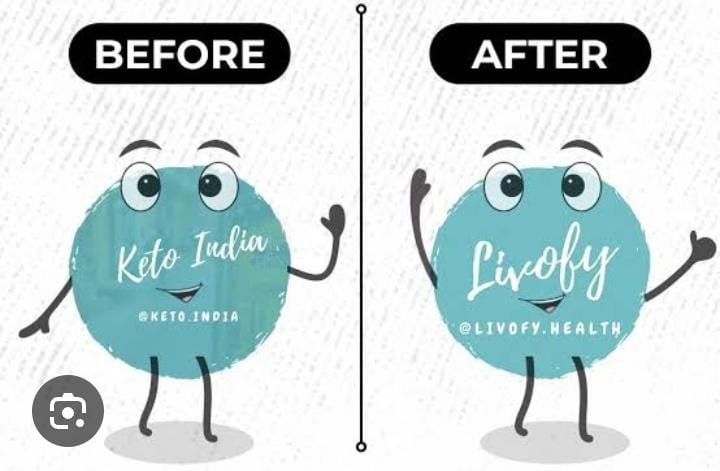 BEFORE
Keto India
@KETO.INDIA
AFTER
Livofy
@LIVOFY.HEALTH